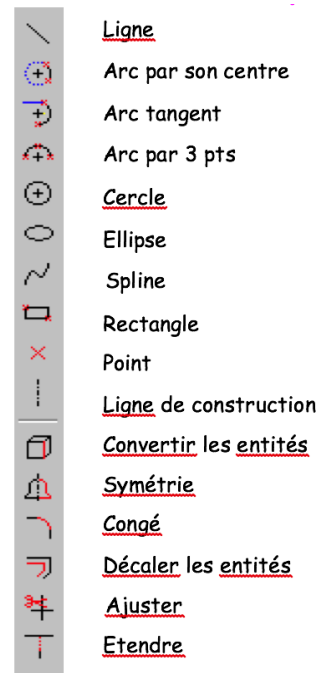 Ligne
Arc par son centre
Arc tangent
Arc par 3 pts
Cercle
Ellipse
Spline
Rectangle
Point
Ligne de construction
Convertir les entités
Symétrie
Congé
Décaler les entités
Ajuster
Etendre